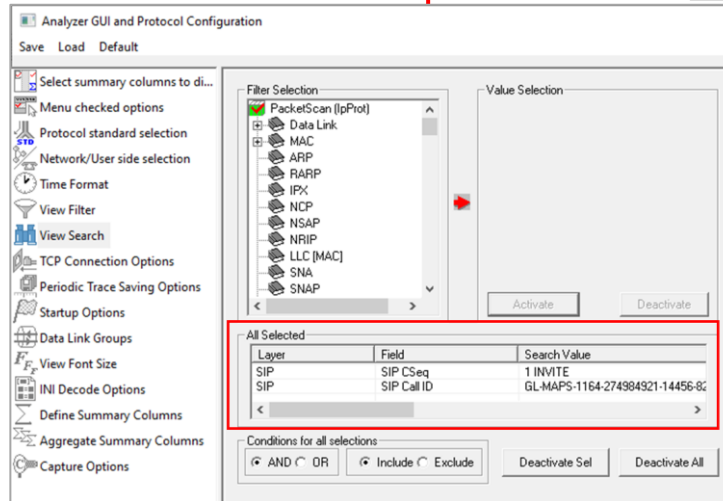 Analyzer GUI and Protocol Configuration
Save Load Default
Select summary columns to di...
Menu checked options
Protocol standard selection
Network/User side selection
Time Format
View Filter
View Search
TCP Connection Options
Periodic Trace Saving Options
Startup Options
Data Link Groups
View Font Size
INI Decode Options
Define Summary Columns
Aggregate Summary Columns
Capture Options
Filter Selection
PacketScan (IpProt)
Data Link
MAC
ARP
RARP
IPX
NCP
NSAP
NRIP
LLC [MAC]
SNA
SNAP
Value Selection
Activate Deactivate
All Selected
Layer Field Search Value
SIP SIP CSeq 1 INVITE
SIP SIP Call ID GL-MAPS-1164-274984921-14456-82
Conditions for all selections
AND OR Include Exclude Deactivate Sel Deactivate All